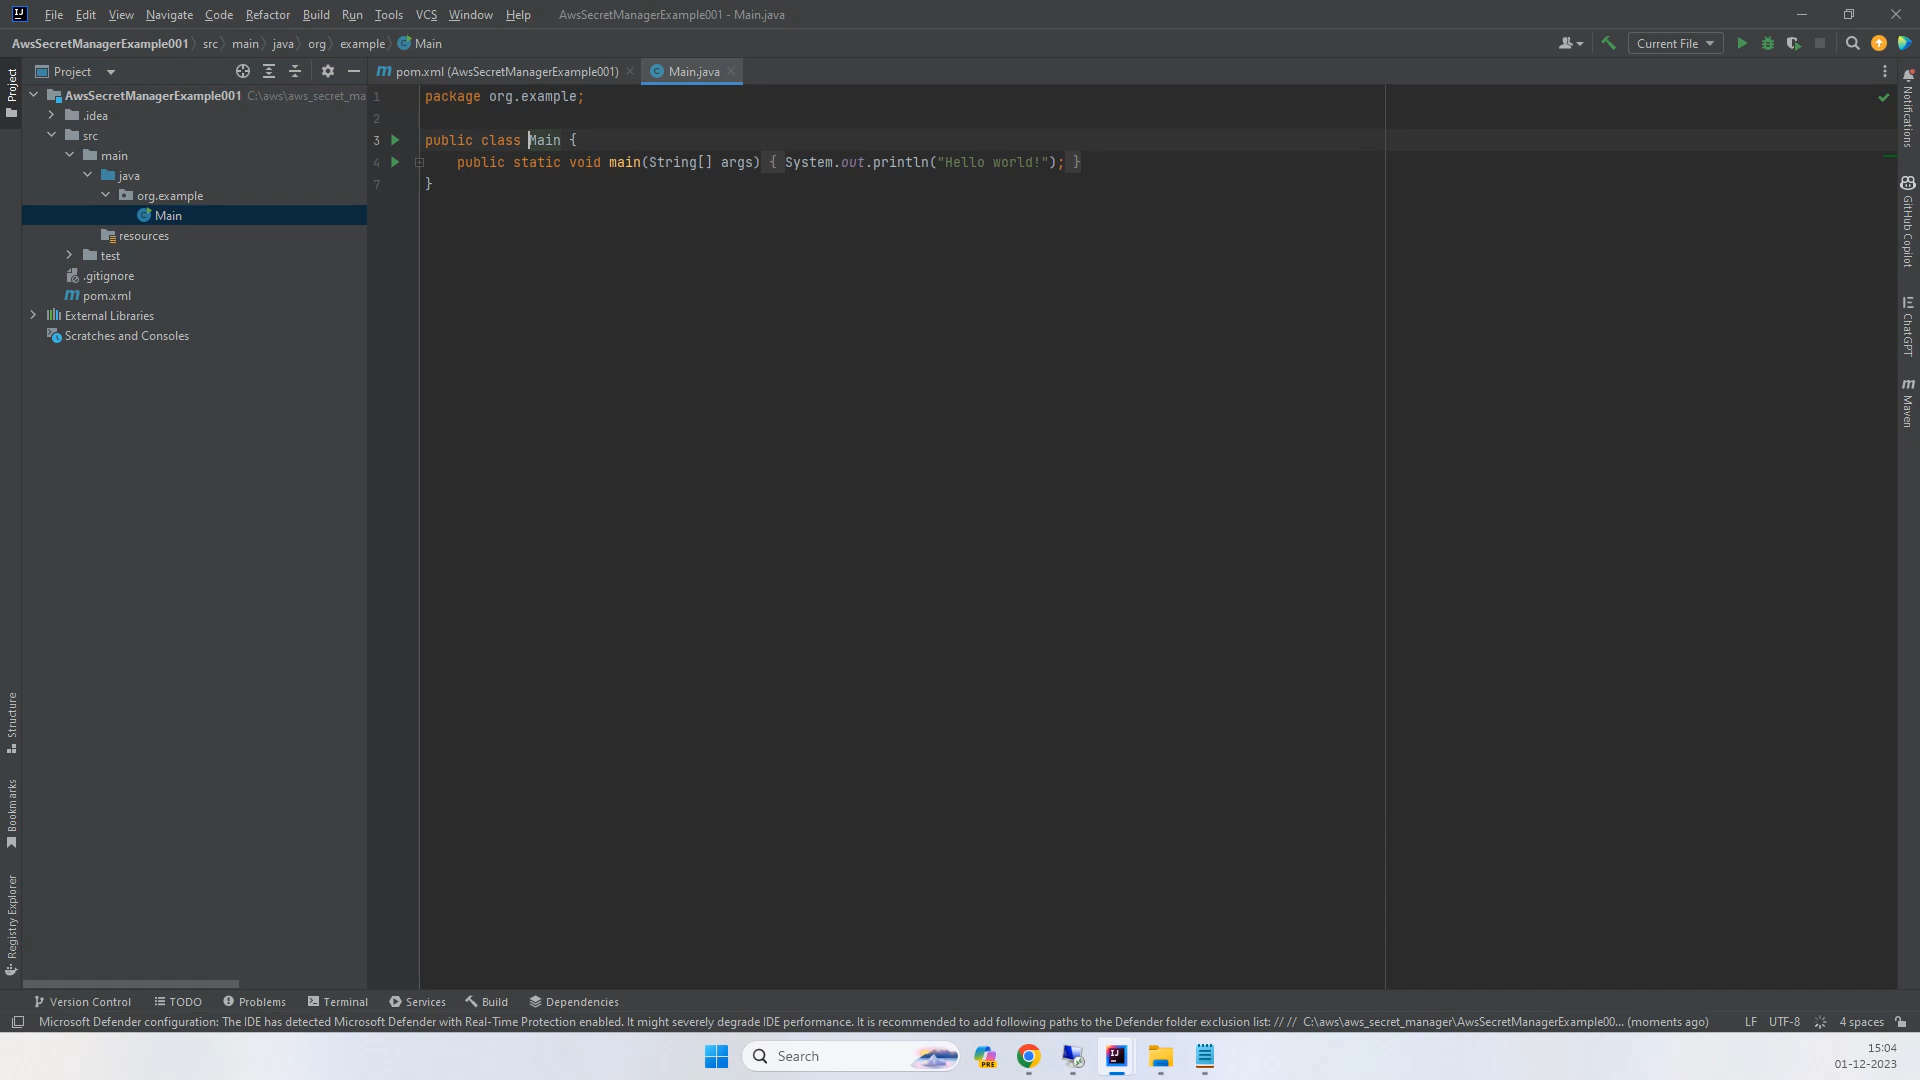 File Edit View Navigate Code Refactor Build Run Tools VCS Window Help AwsSecretManagerExample001 - Main.java
AwsSecretManagerExample001 src main java org example Main Current File
Project pom.xml (AwsSecretManagerExample001) Main.java
AwsSecretManagerExample001 C:\aws\aws_secret_ma
.idea
src
main
java
org.example
Main
resources
test
.gitignore
pom.xml
External Libraries
Scratches and Consoles
1 package org.example;
2
3 public class Main {
4 public static void main(String[] args) { System.out.println("Hello world!"); }
7 }
Project
Structure
Bookmarks
Registry Explorer
Notifications
GitHub Copilot
ChatGPT
Maven
Version Control TODO Problems Terminal Services Build Dependencies
Microsoft Defender configuration: The IDE has detected Microsoft Defender with Real-Time Protection enabled. It might severely degrade IDE performance. It is recommended to add following paths to the Defender folder exclusion list: // // C:\aws\aws_secret_manager\AwsSecretManagerExample00... (moments ago) LF UTF-8 4 spaces
Search PRE
15:04
01-12-2023